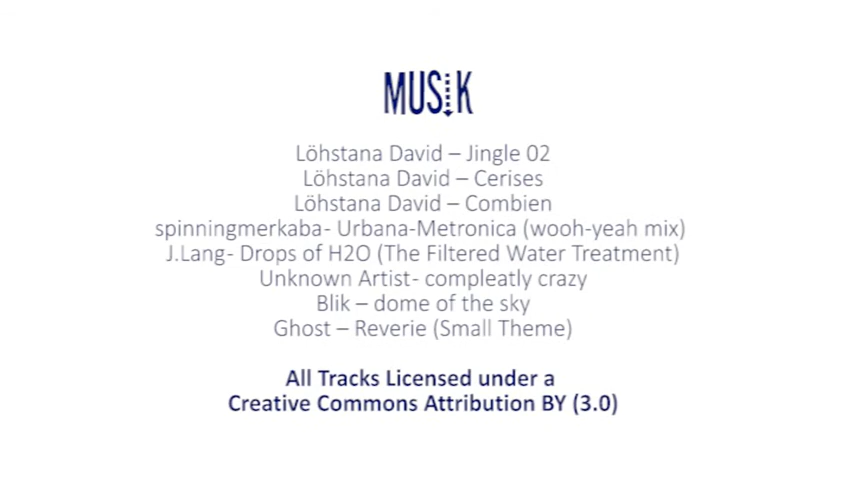 MUSIK
Löhstana David – Jingle 02
Löhstana David – Cerises
Löhstana David – Combien
spinningmerkaba- Urbana-Metronica (wooh-yeah mix)
J.Lang- Drops of H2O (The Filtered Water Treatment)
Unknown Artist- compleatly crazy
Blik – dome of the sky
Ghost – Reverie (Small Theme)
All Tracks Licensed under a
Creative Commons Attribution BY (3.0)